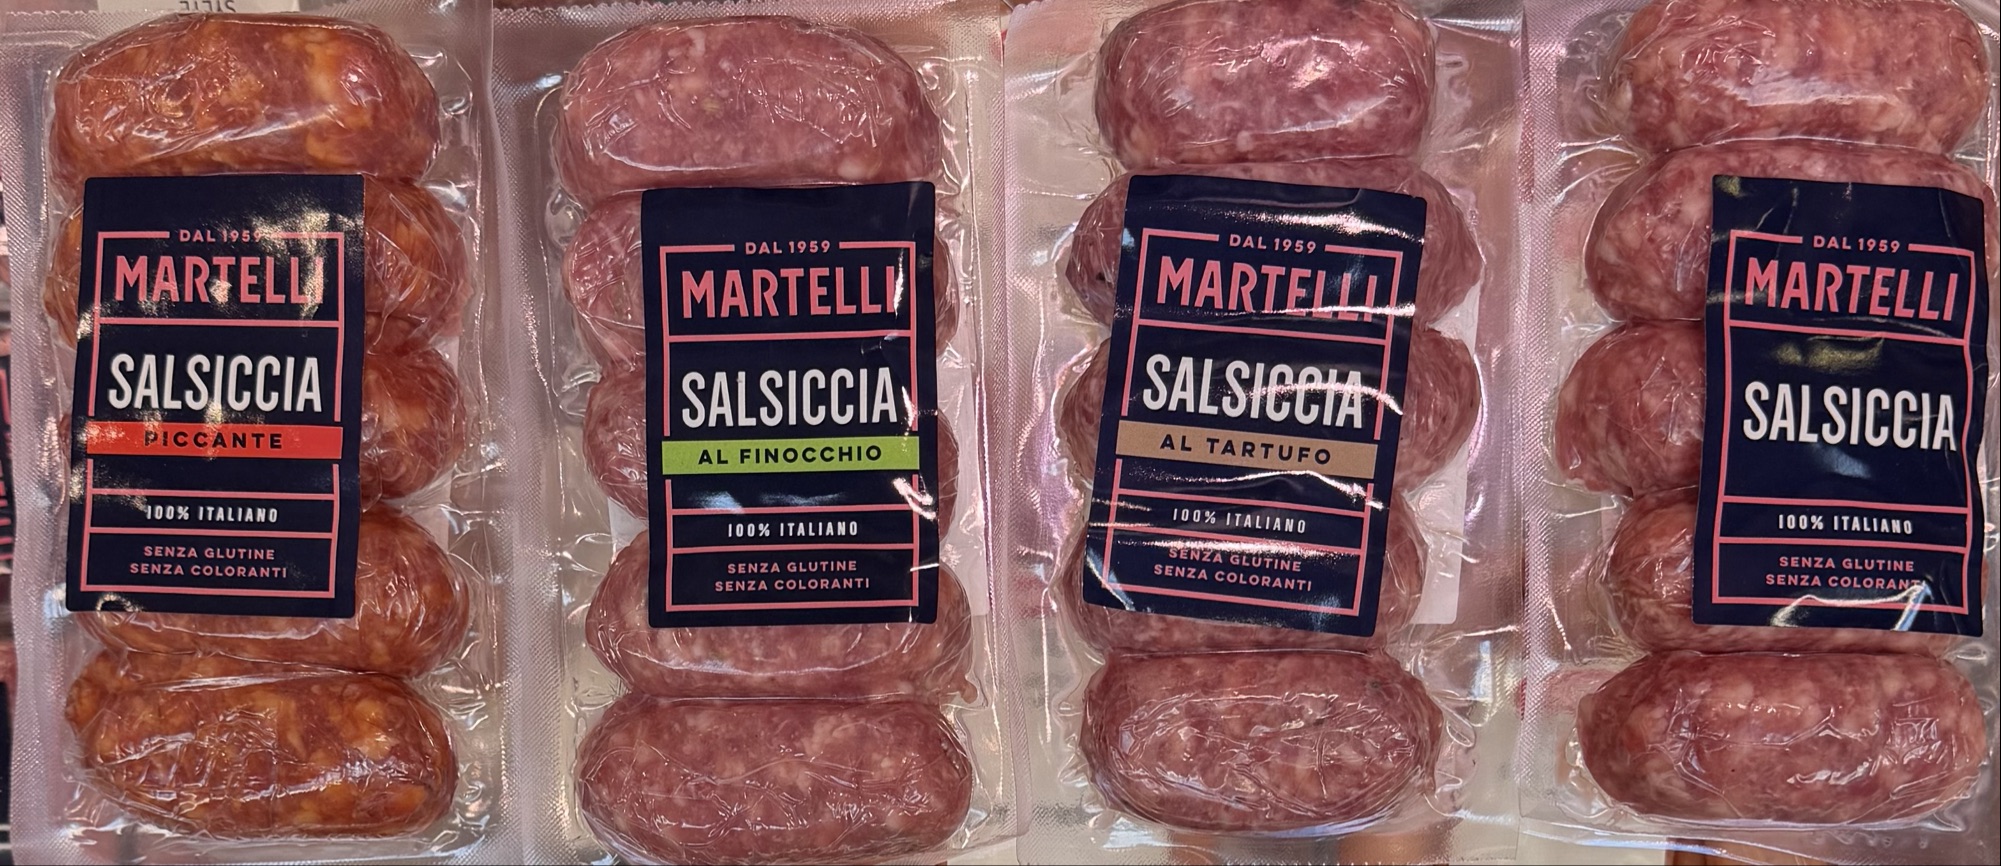 DAL 1959
MARTELLI
SALSICCIA
PICCANTE
100% ITALIANO
SENZA GLUTINE
SENZA COLORANTI
DAL 1959
MARTELLI
SALSICCIA
AL FINOCCHIO
100% ITALIANO
SENZA GLUTINE
SENZA COLORANTI
DAL 1959
MARTELLI
SALSICCIA
AL TARTUFO
100% ITALIANO
SENZA GLUTINE
SENZA COLORANTI
DAL 1959
MARTELLI
SALSICCIA
100% ITALIANO
SENZA GLUTINE
SENZA COLORANTI